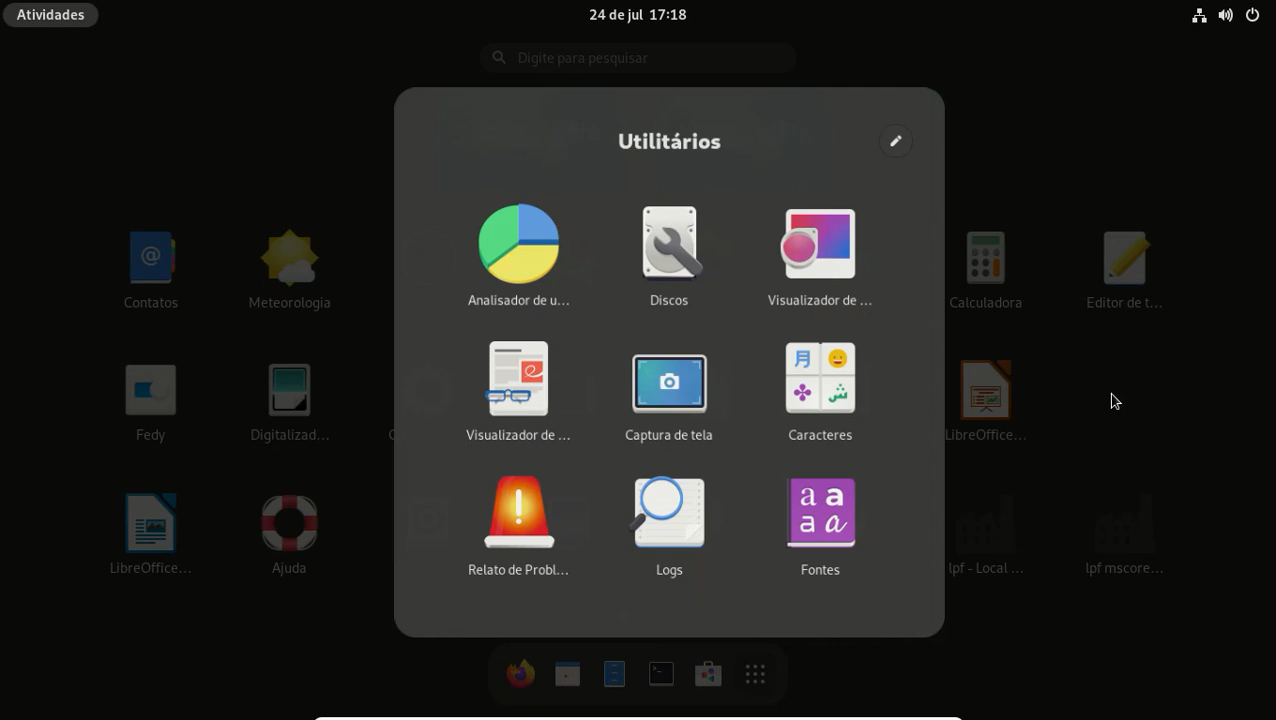 Atividades
24 de jul 17:18
Digite para pesquisar
Utilitários
Analisador de u...
Discos
Visualizador de ...
Contatos
Meteorologia
Calculadora
Editor de t...
Visualizador de ...
Captura de tela
Caracteres
Fedy
Digitalizad...
LibreOffice...
Relato de Probl...
Logs
Fontes
LibreOffice...
Ajuda
lpf - Local ...
lpf mscore...